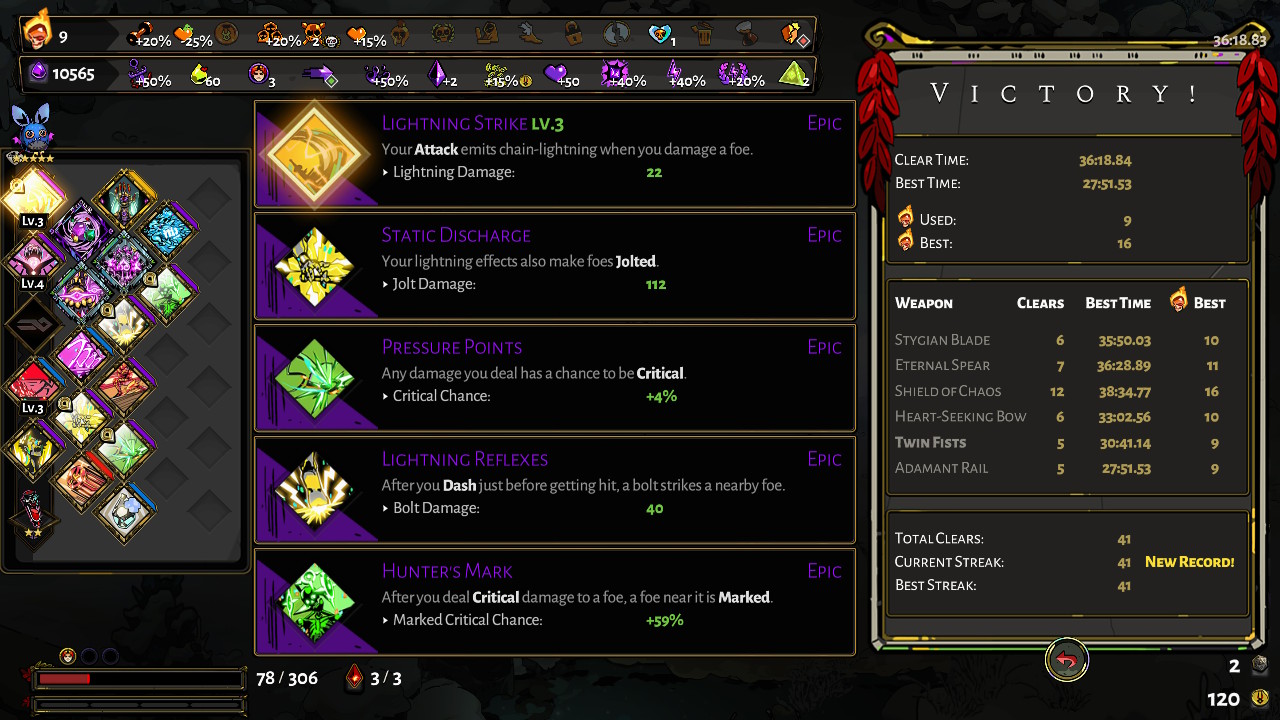 9
+20%
-25%
+20%
2
+15%
1
10565
+50%
60
3
+50%
+2
+15%
+50
+40%
+40%
+20%
2
36:18.83
VICTORY!
Lv.3
Lv.4
Lv.3
LIGHTNING STRIKE LV.3
EPIC
Your Attack emits chain-lightning when you damage a foe.
Lightning Damage: 22
STATIC DISCHARGE
EPIC
Your lightning effects also make foes Jolted.
Jolt Damage: 112
PRESSURE POINTS
EPIC
Any damage you deal has a chance to be Critical.
Critical Chance: +4%
LIGHTNING REFLEXES
EPIC
After you Dash just before getting hit, a bolt strikes a nearby foe.
Bolt Damage: 40
HUNTER'S MARK
EPIC
After you deal Critical damage to a foe, a foe near it is Marked.
Marked Critical Chance: +59%
78 / 306
3 / 3
CLEAR TIME: 36:18.84
BEST TIME: 27:51.53
USED: 9
BEST: 16
WEAPON CLEARS BEST TIME BEST
STYGIAN BLADE 6 35:50.03 10
ETERNAL SPEAR 7 36:28.89 11
SHIELD OF CHAOS 12 38:34.77 16
HEART-SEEKING BOW 6 33:02.56 10
TWIN FISTS 5 30:41.14 9
ADAMANT RAIL 5 27:51.53 9
TOTAL CLEARS: 41
CURRENT STREAK: 41 NEW RECORD!
BEST STREAK: 41
2
120